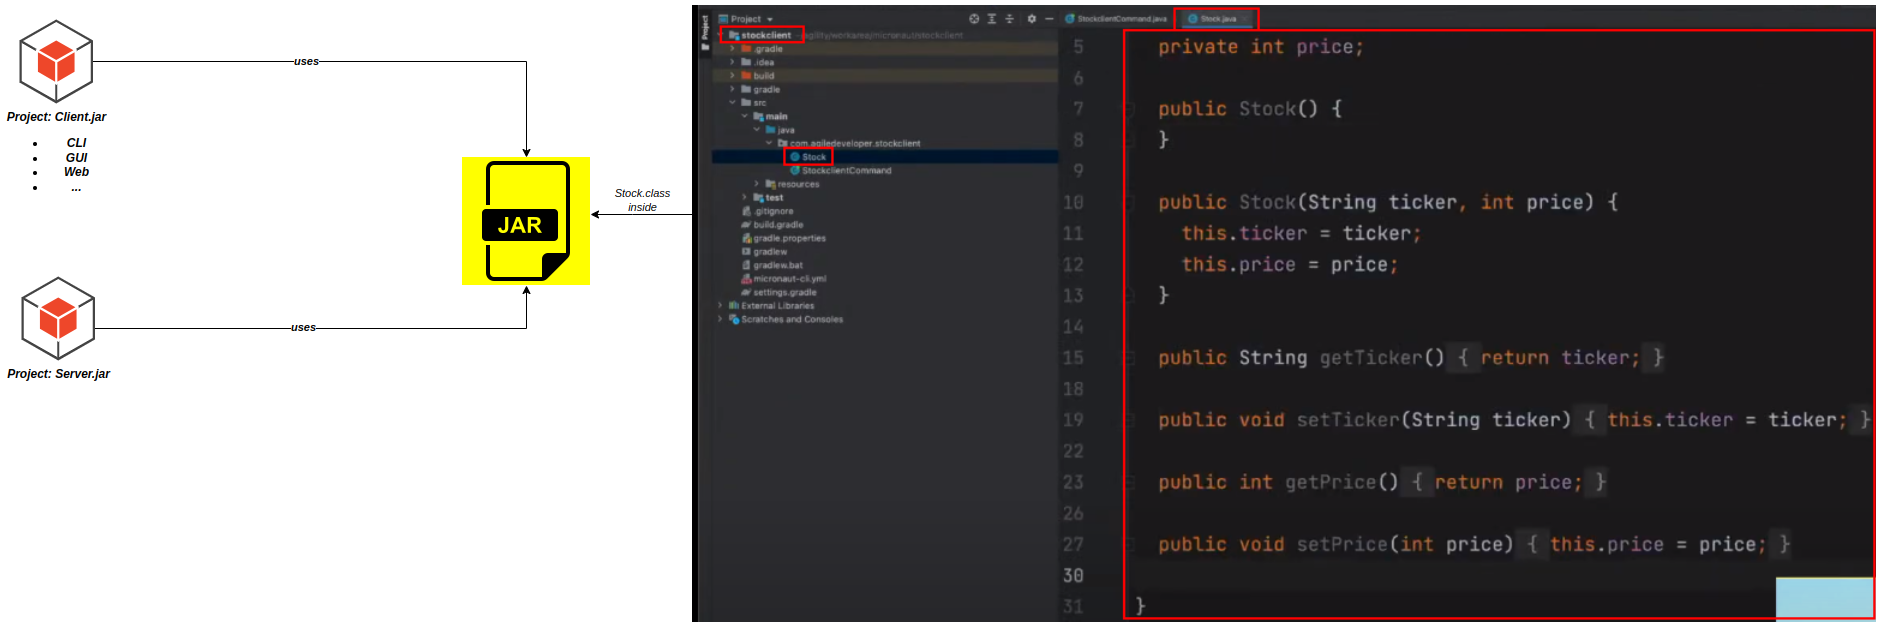 uses
Project: Client.jar
• CLI
• GUI
• Web
• ...
JAR
Stock.class
inside
uses
Project: Server.jar
Project
Project
stockclient
.gradle
.idea
build
gradle
src
main
java
com.agiledeveloper.stockclient
Stock
StockclientCommand
resources
test
.gitignore
build.gradle
gradle.properties
gradlew
gradlew.bat
micronaut-cli.yml
settings.gradle
External Libraries
Scratches and Consoles
StockclientCommand.java
Stock.java
5 private int price;
6
7 public Stock() {
8 }
9
10 public Stock(String ticker, int price) {
11 this.ticker = ticker;
12 this.price = price;
13 }
14
15 public String getTicker() { return ticker; }
18
19 public void setTicker(String ticker) { this.ticker = ticker; }
22
23 public int getPrice() { return price; }
26
27 public void setPrice(int price) { this.price = price; }
30
31 }